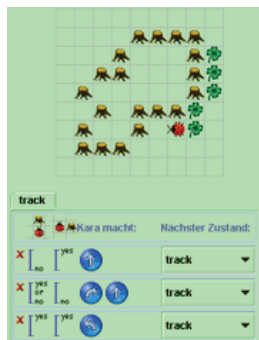 track
Kara macht: Nächster Zustand:
no yes track
yes or no no track
yes yes track